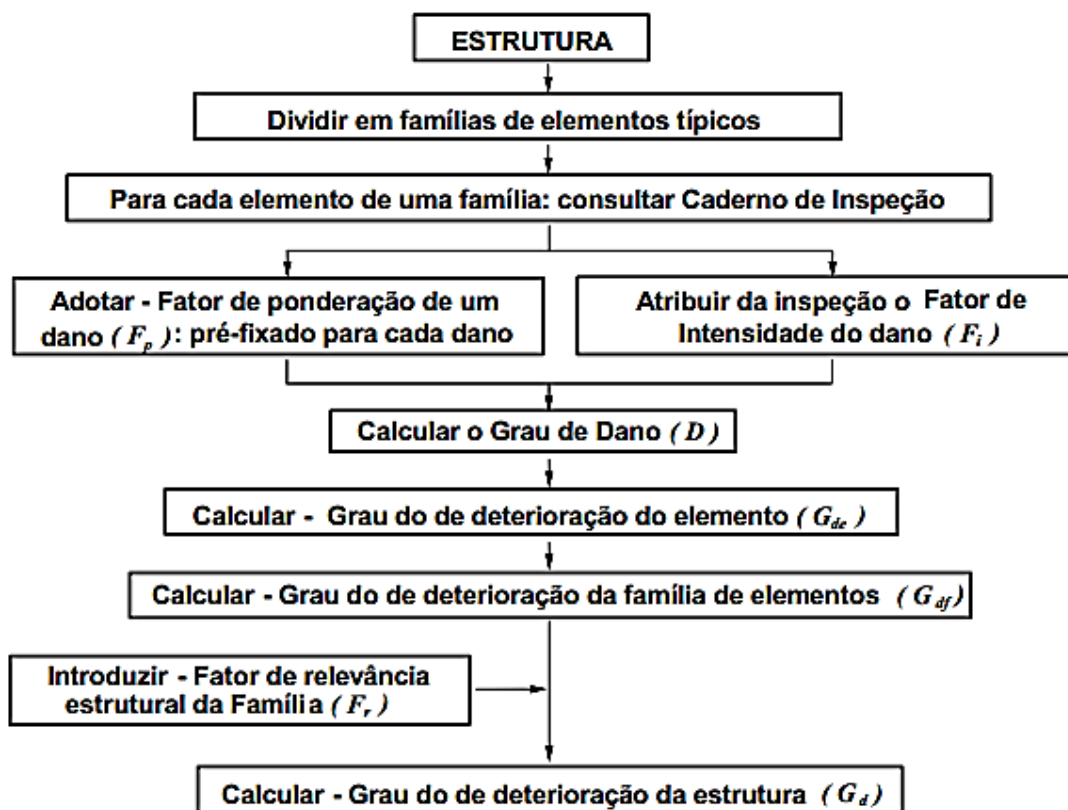 ESTRUTURA
Dividir em famílias de elementos típicos
Para cada elemento de uma família: consultar Caderno de Inspeção
Adotar - Fator de ponderação de um
dano ( Fp ): pré-fixado para cada dano
Atribuir da inspeção o Fator de
Intensidade do dano ( Fi )
Calcular o Grau de Dano ( D )
Calcular - Grau do de deterioração do elemento ( Gde )
Calcular - Grau do de deterioração da família de elementos ( Gdf )
Introduzir - Fator de relevância
estrutural da Família ( Fr )
Calcular - Grau do de deterioração da estrutura ( Gd )